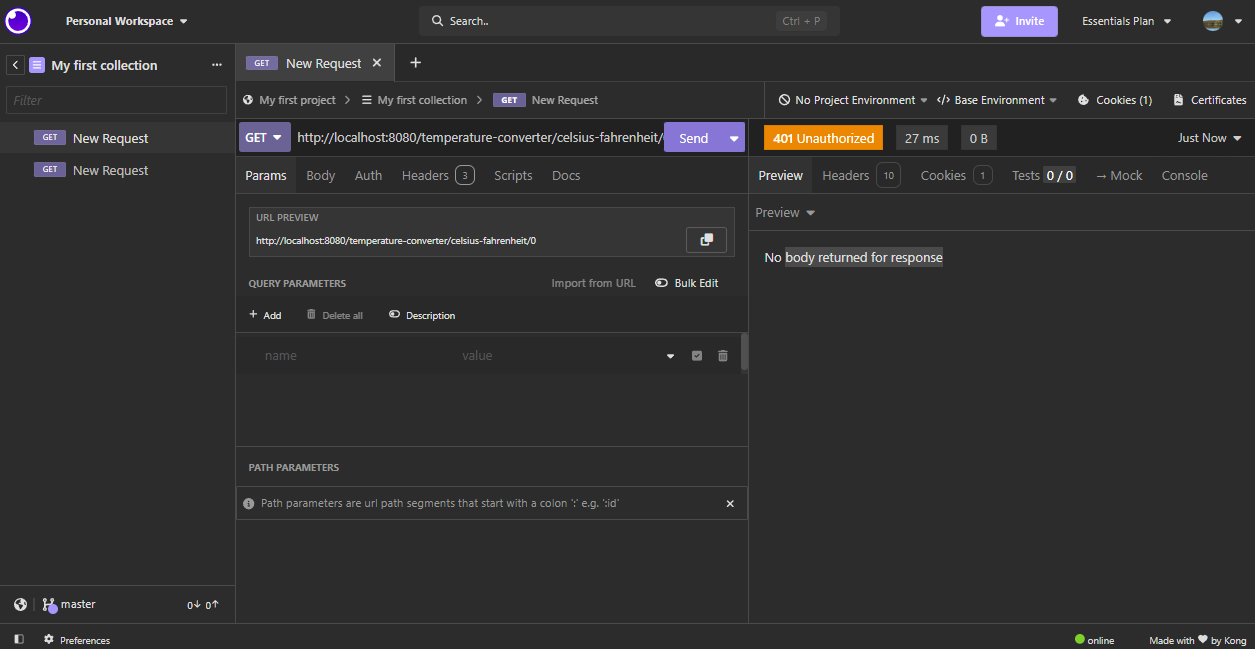 Personal Workspace
Search..
Ctrl + P
Invite
Essentials Plan
My first collection
GET New Request
Filter
GET New Request
GET New Request
My first project > My first collection > GET New Request
No Project Environment
Base Environment
Cookies (1)
Certificates
GET
http://localhost:8080/temperature-converter/celsius-fahrenheit/
Send
401 Unauthorized
27 ms
0 B
Just Now
Params Body Auth Headers 3 Scripts Docs
Preview Headers 10 Cookies 1 Tests 0 / 0 → Mock Console
URL PREVIEW
http://localhost:8080/temperature-converter/celsius-fahrenheit/0
Preview
No body returned for response
QUERY PARAMETERS
Import from URL
Bulk Edit
+ Add
Delete all
Description
name
value
PATH PARAMETERS
Path parameters are url path segments that start with a colon ':' e.g. ':id'
master
0↓ 0↑
Preferences
online
Made with ♥ by Kong